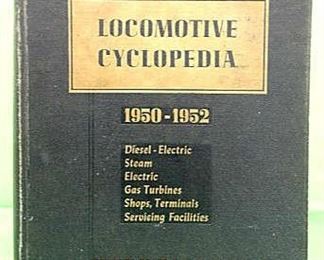 LOCOMOTIVE
CYCLOPEDIA
1950-1952
Diesel-Electric
Steam
Electric
Gas Turbines
Shops, Terminals
Servicing Facilities